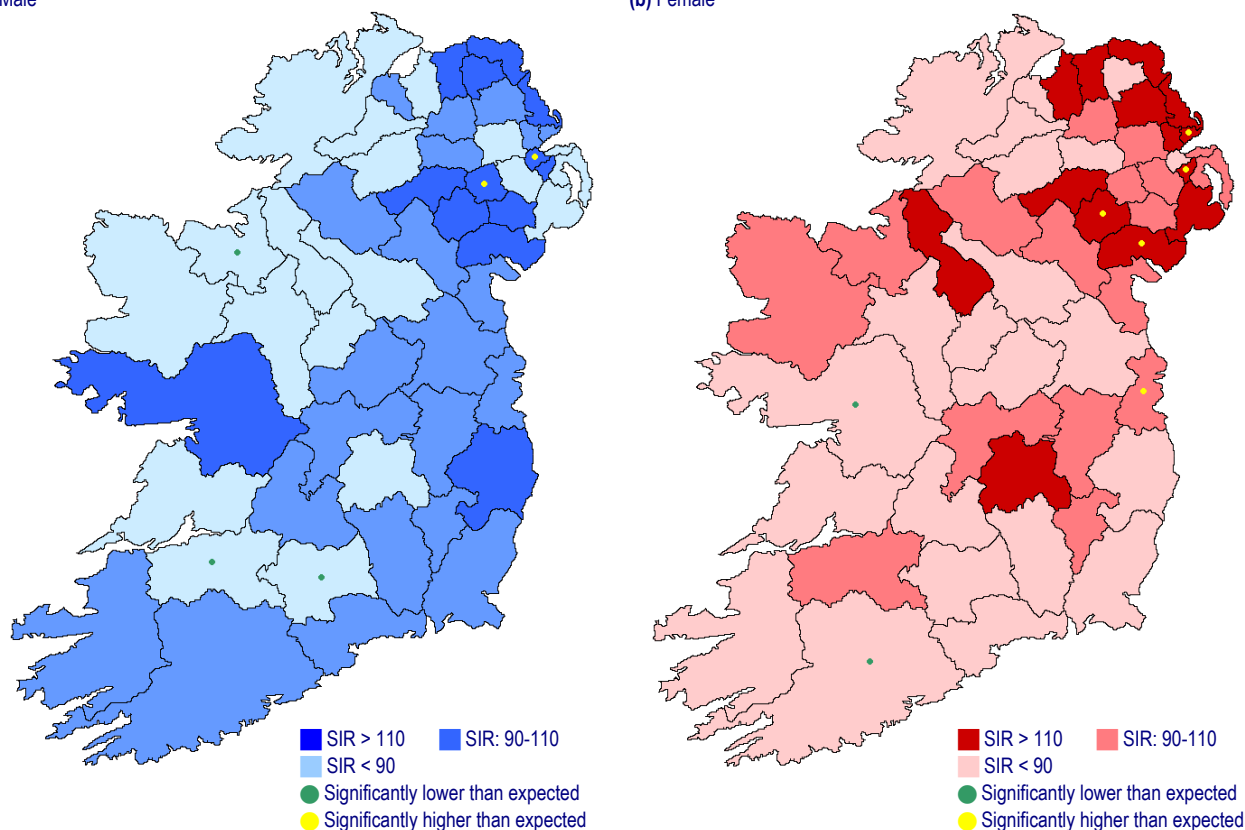 Male
(b) Female
SIR > 110 SIR: 90-110
SIR < 90
Significantly lower than expected
Significantly higher than expected
SIR > 110 SIR: 90-110
SIR < 90
Significantly lower than expected
Significantly higher than expected